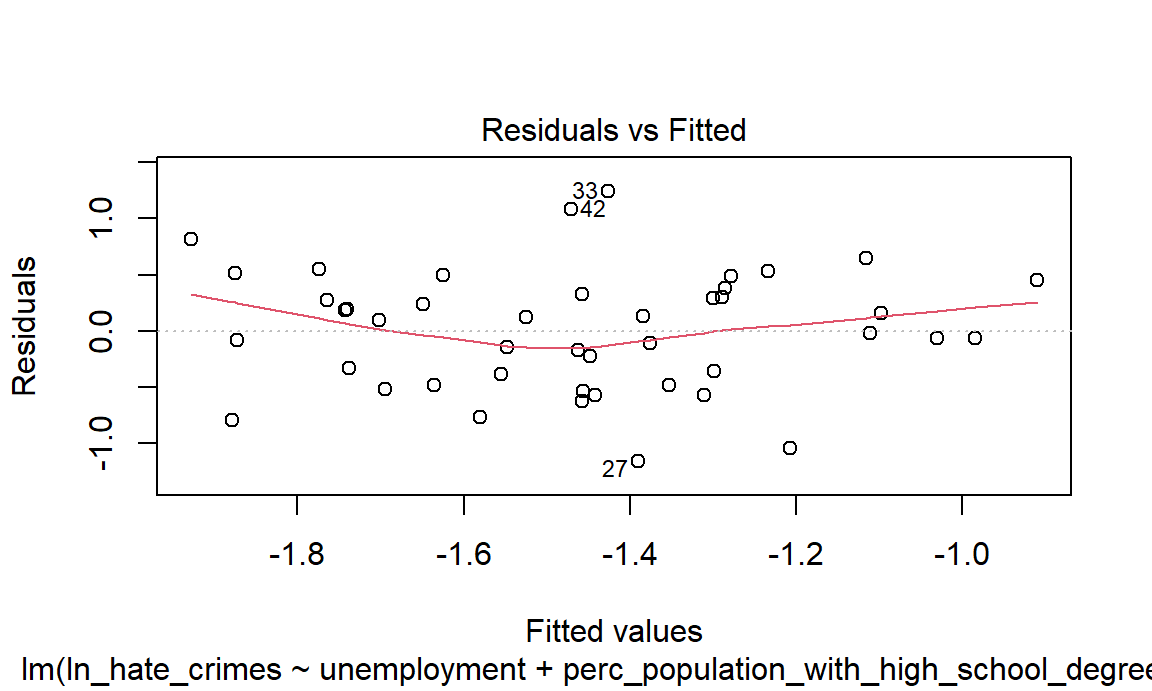 Residuals vs Fitted
Residuals
1.0
0.0
-1.0
33
42
27
-1.8 -1.6 -1.4 -1.2 -1.0
Fitted values
lm(ln_hate_crimes ~ unemployment + perc_population_with_high_school_degree